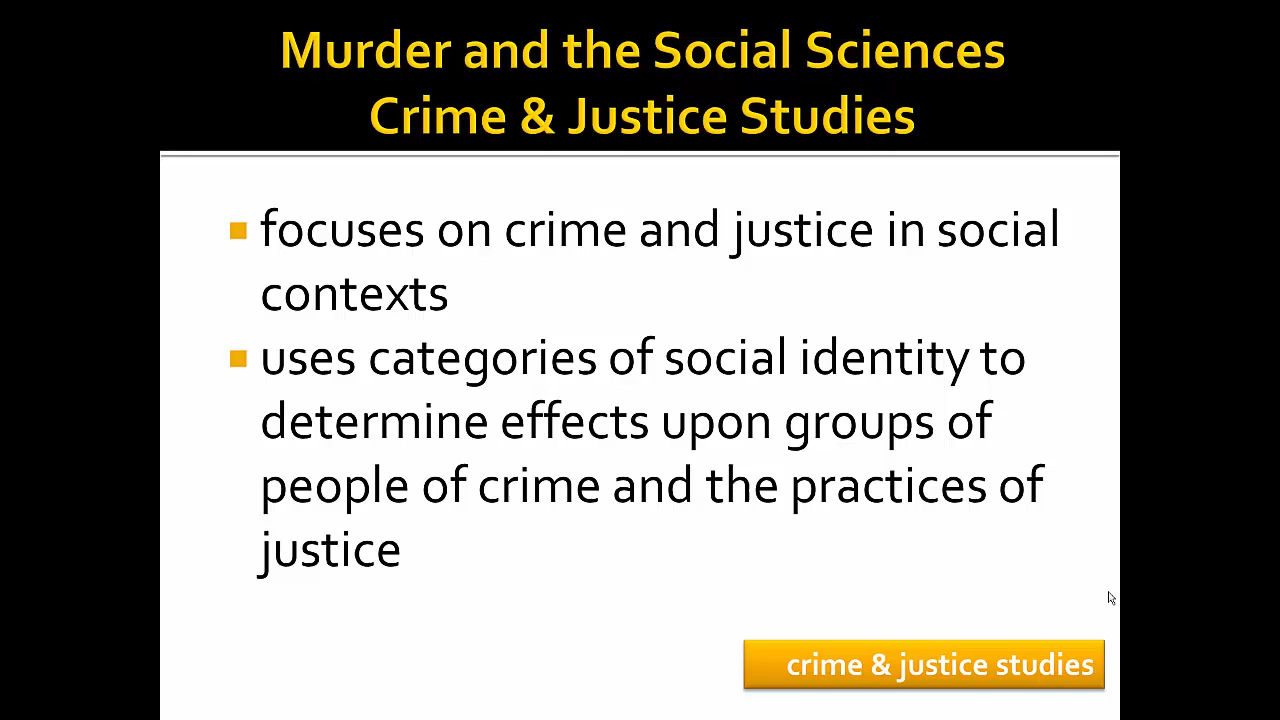 Murder and the Social Sciences
Crime & Justice Studies
focuses on crime and justice in social
contexts
uses categories of social identity to
determine effects upon groups of
people of crime and the practices of
justice
crime & justice studies